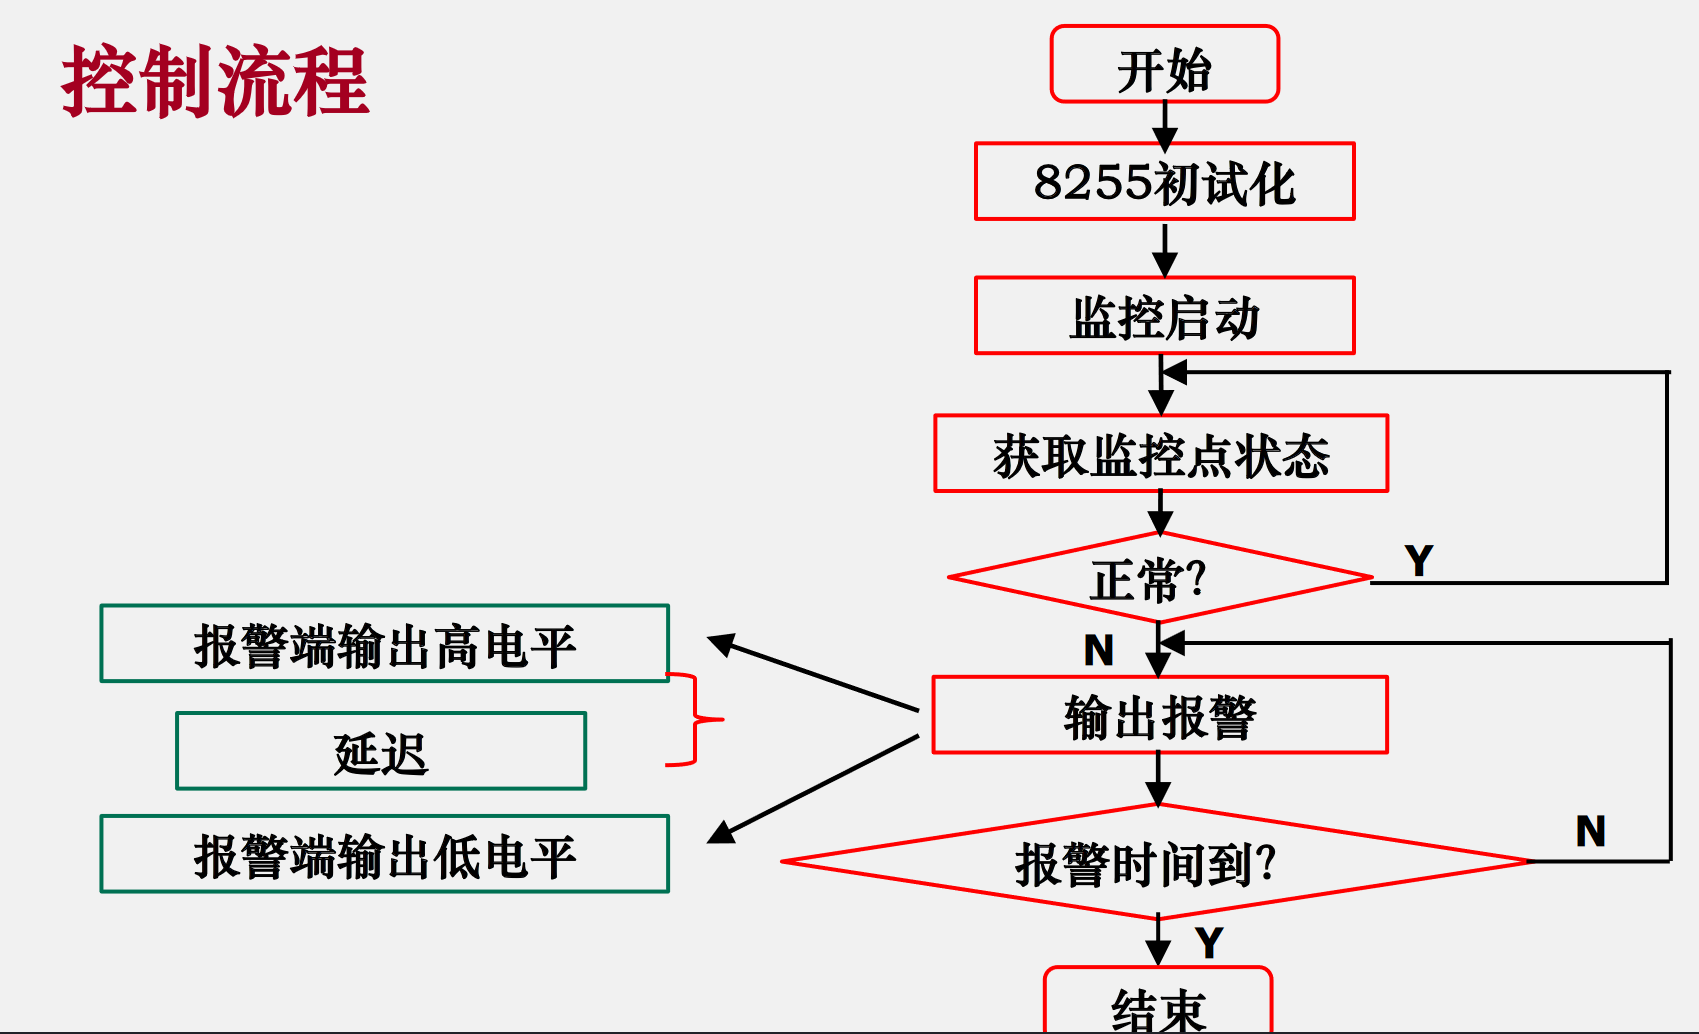 控制流程
开始
8255初试化
监控启动
获取监控点状态
正常?
Y
N
输出报警
报警端输出高电平
延迟
报警端输出低电平
报警时间到?
N
Y
结束